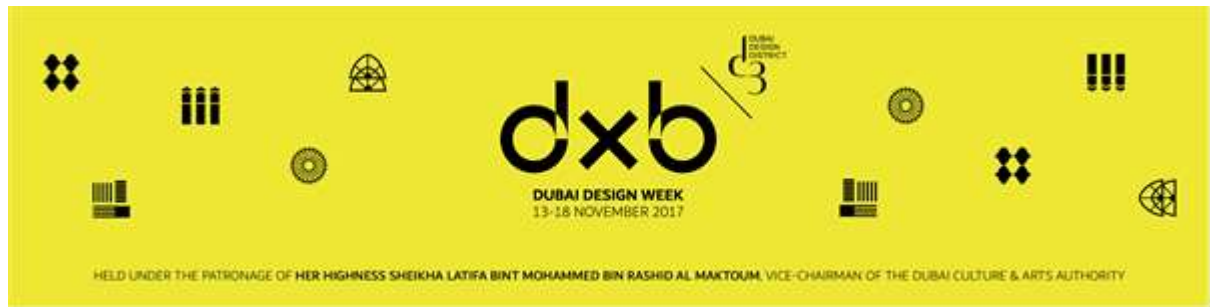 DUBAI
DESIGN
DISTRICT
d3
dxb
DUBAI DESIGN WEEK
13-18 NOVEMBER 2017
HELD UNDER THE PATRONAGE OF HER HIGHNESS SHEIKHA LATIFA BINT MOHAMMED BIN RASHID AL MAKTOUM, VICE-CHAIRMAN OF THE DUBAI CULTURE & ARTS AUTHORITY